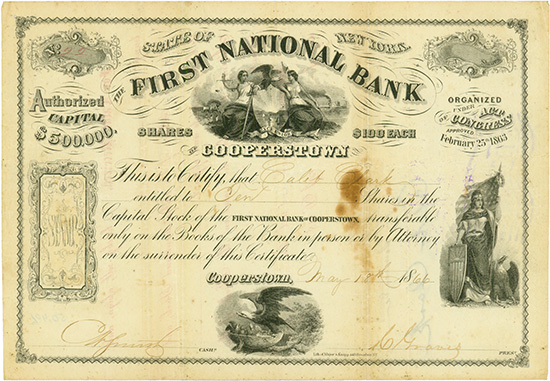 No.
STATE OF NEW YORK.
THE FIRST NATIONAL BANK
Authorized
CAPITAL
$500,000.
SHARES $100 EACH
ORGANIZED
UNDER
ACT
OF CONGRESS
APPROVED
February 25th 1863
OF
COOPERSTOWN
This is to Certify, that Caleb Clark
entitled to Ten Shares in the
Capital Stock of the FIRST NATIONAL BANK OF COOPERSTOWN, transferable
only on the Books of the Bank in person or by Attorney
on the surrender of this Certificate
Cooperstown, May 18th 186
CASHr.
PREST.